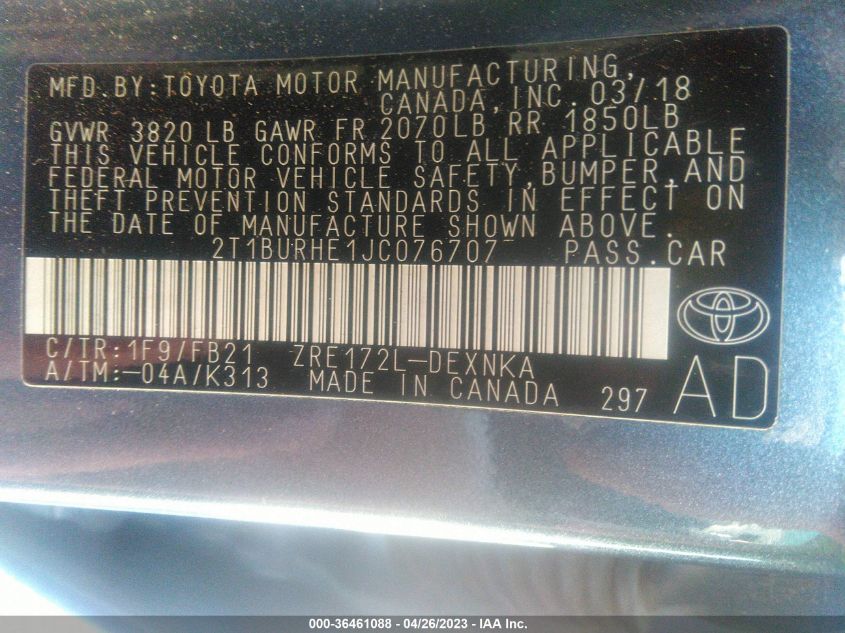 MFD.BY:TOYOTA MOTOR MANUFACTURING,
CANADA,INC. 03/18
GVWR 3820LB GAWR FR 2070LB RR 1850LB
THIS VEHICLE CONFORMS TO ALL APPLICABLE
FEDERAL MOTOR VEHICLE SAFETY,BUMPER,AND
THEFT PREVENTION STANDARDS IN EFFECT ON
THE DATE OF MANUFACTURE SHOWN ABOVE.
2T1BURHE1JC076707 PASS.CAR
C/TR:1F9/FB21 ZRE172L-DEXNKA
A/TM:-04A/K313 MADE IN CANADA 297 AD
000-36461088 - 04/26/2023 - IAA Inc.